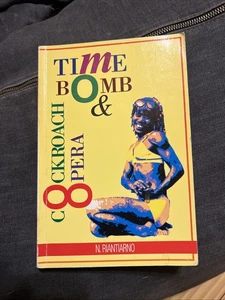 TImE
BOMB
&
COCKROACH
OPERA
N. RIANTIARNO